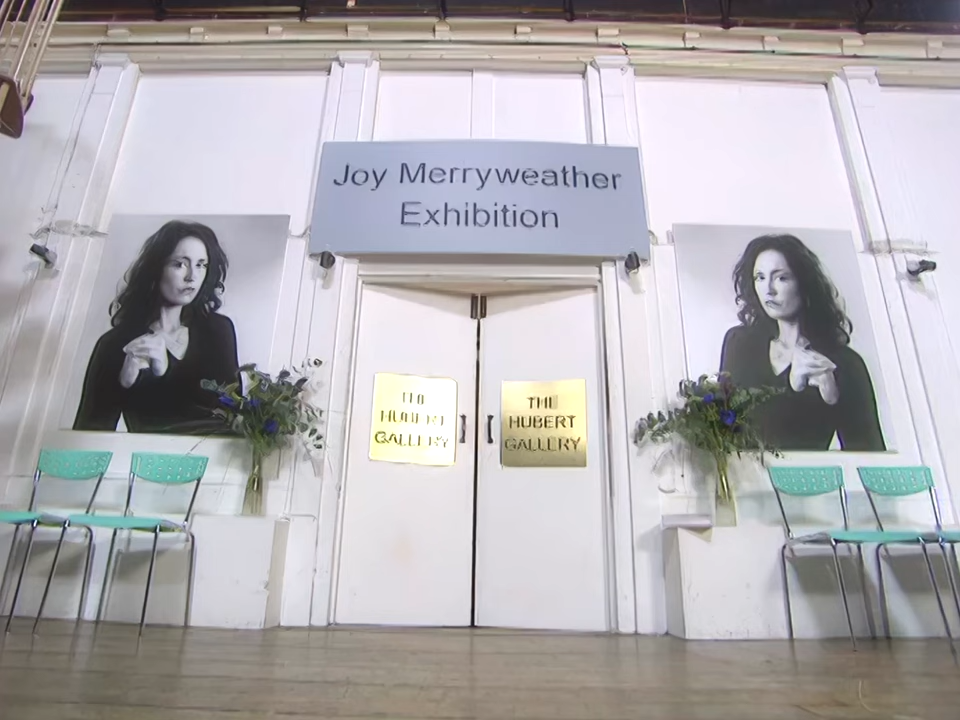 Joy Merryweather
Exhibition
THE
HUBERT
GALLERY
THE
HUBERT
GALLERY